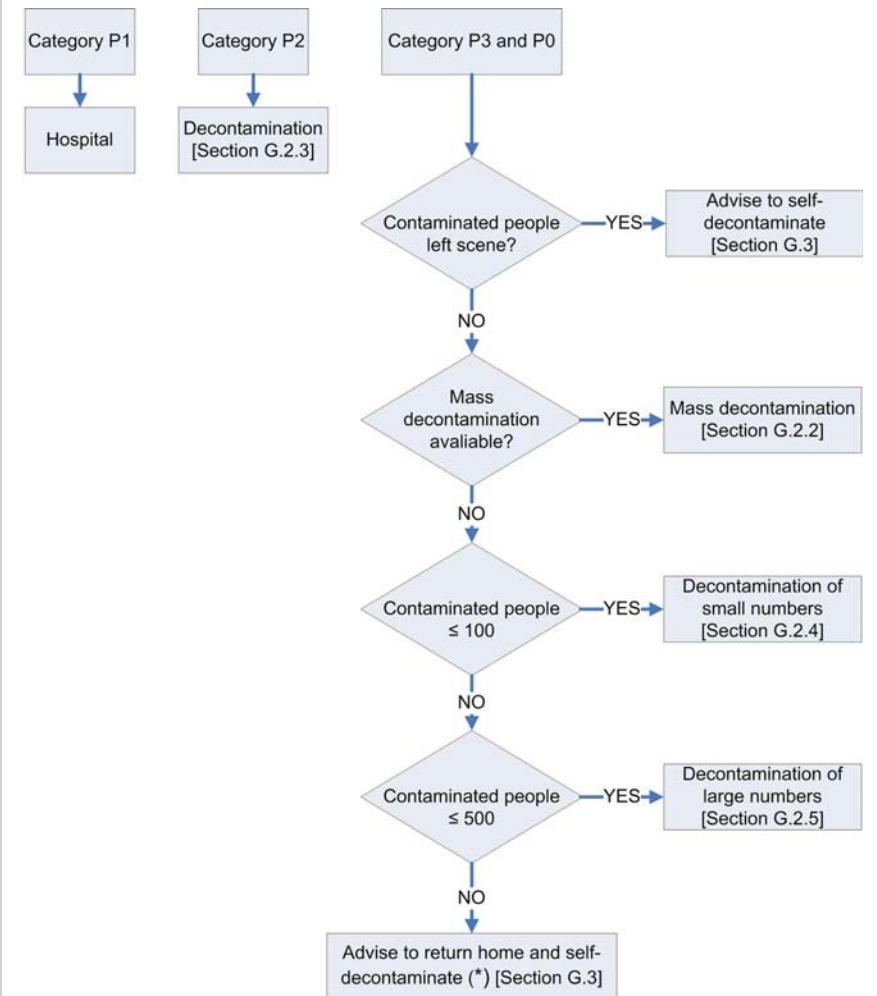 Category P1
Category P2
Category P3 and P0
Hospital
Decontamination
[Section G.2.3]
Contaminated people
left scene?
YES
Advise to self-
decontaminate
[Section G.3]
NO
Mass
decontamination
avaliable?
YES
Mass decontamination
[Section G.2.2]
NO
Contaminated people
≤ 100
YES
Decontamination of
small numbers
[Section G.2.4]
NO
Contaminated people
≤ 500
YES
Decontamination of
large numbers
[Section G.2.5]
NO
Advise to return home and self-
decontaminate (*) [Section G.3]